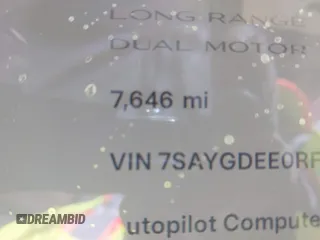 LONG RANGE
DUAL MOTOR
7,646 mi
VIN 7SAYGDEE0RF
utopilot Compute
DREAMBID